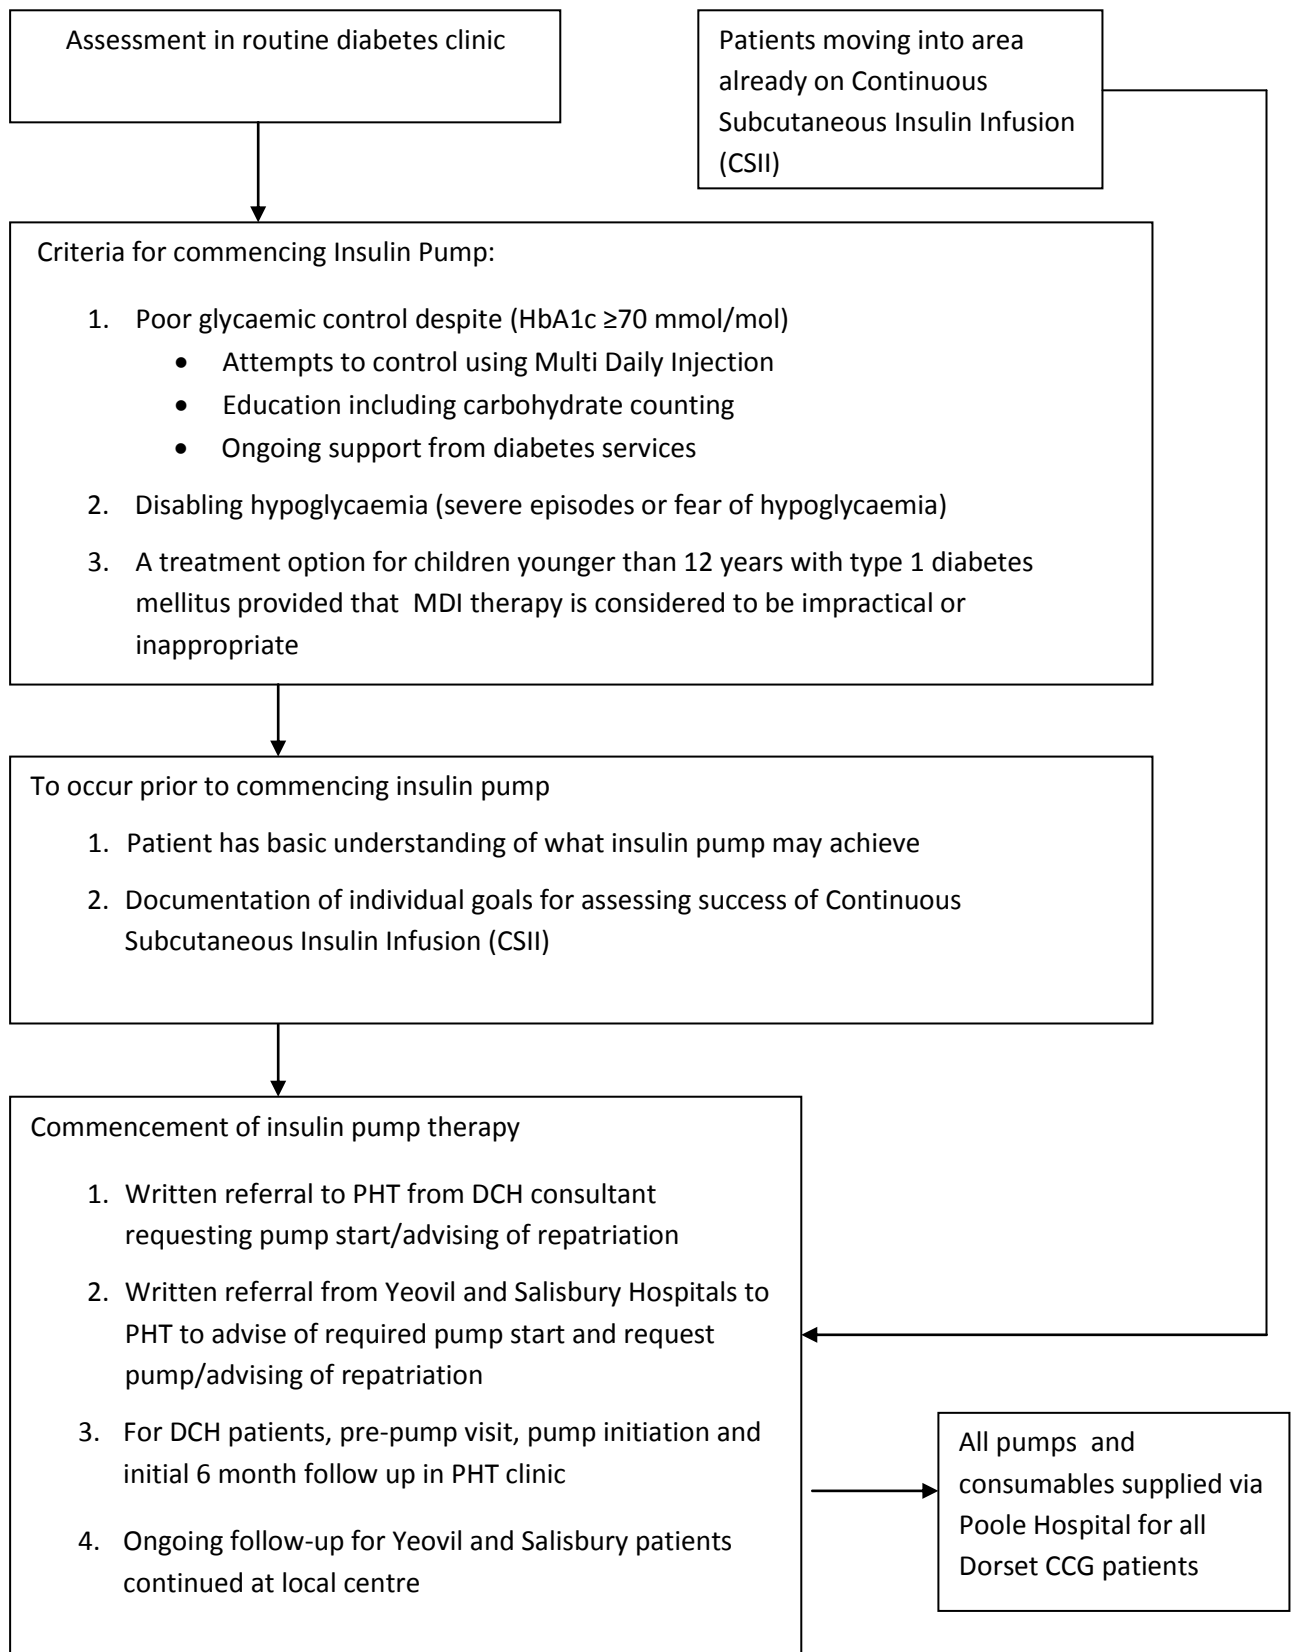 Assessment in routine diabetes clinic
Patients moving into area
already on Continuous
Subcutaneous Insulin Infusion
(CSII)
Criteria for commencing Insulin Pump:
1. Poor glycaemic control despite (HbA1c ≥70 mmol/mol)
• Attempts to control using Multi Daily Injection
• Education including carbohydrate counting
• Ongoing support from diabetes services
2. Disabling hypoglycaemia (severe episodes or fear of hypoglycaemia)
3. A treatment option for children younger than 12 years with type 1 diabetes
mellitus provided that MDI therapy is considered to be impractical or
inappropriate
To occur prior to commencing insulin pump
1. Patient has basic understanding of what insulin pump may achieve
2. Documentation of individual goals for assessing success of Continuous
Subcutaneous Insulin Infusion (CSII)
Commencement of insulin pump therapy
1. Written referral to PHT from DCH consultant
requesting pump start/advising of repatriation
2. Written referral from Yeovil and Salisbury Hospitals to
PHT to advise of required pump start and request
pump/advising of repatriation
3. For DCH patients, pre-pump visit, pump initiation and
initial 6 month follow up in PHT clinic
4. Ongoing follow-up for Yeovil and Salisbury patients
continued at local centre
All pumps and
consumables supplied via
Poole Hospital for all
Dorset CCG patients